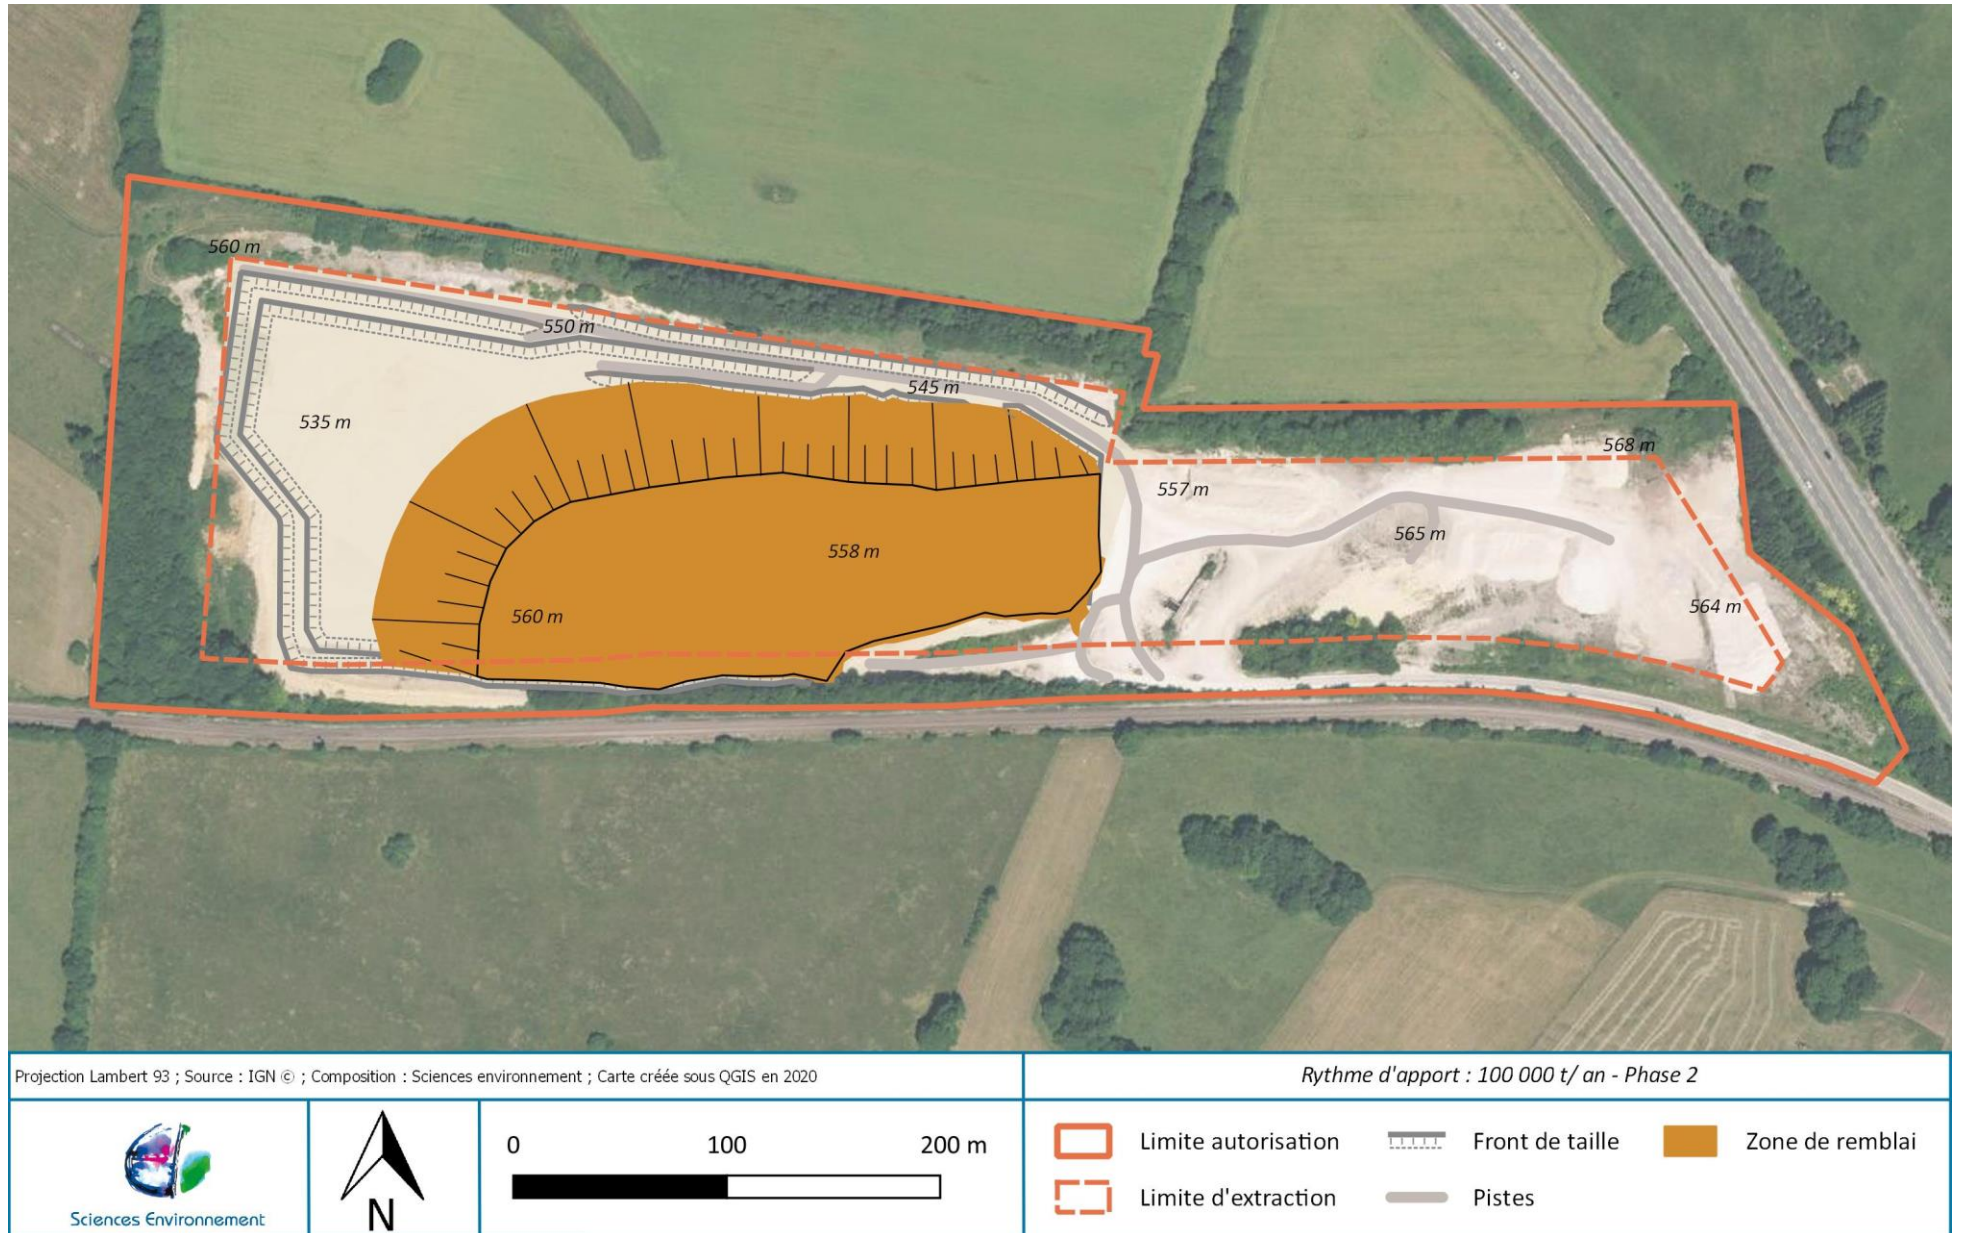 560 m
550 m
545 m
535 m
568 m
557 m
565 m
558 m
564 m
560 m
Projection Lambert 93 ; Source : IGN © ; Composition : Sciences environnement ; Carte créée sous QGIS en 2020
Rythme d'apport : 100 000 t/ an - Phase 2
Sciences Environnement
N
0 100 200 m
Limite autorisation
Front de taille
Zone de remblai
Limite d'extraction
Pistes